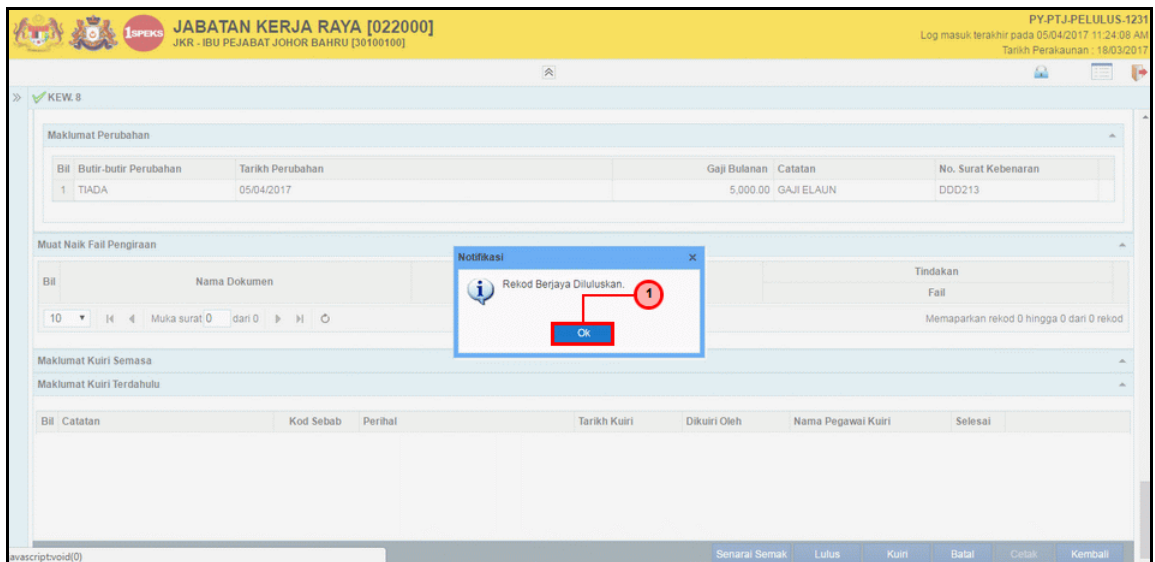 1SPEKS
JABATAN KERJA RAYA [022000]
JKR - IBU PEJABAT JOHOR BAHRU [30100100]
PY-PTJ-PELULUS-1231
Log masuk terakhir pada 05/04/2017 11:24:08 AM
Tarikh Perakaunan : 18/03/2017
KEW. 8
Maklumat Perubahan
Bil Butir-butir Perubahan Tarikh Perubahan Gaji Bulanan Catatan No. Surat Kebenaran
1 TIADA 05/04/2017 5,000.00 GAJI ELAUN DDD213
Muat Naik Fail Pengiraan
Bil Nama Dokumen Tindakan
Fail
Notifikasi x
Rekod Berjaya Diluluskan.
1
Ok
10 Muka surat 0 dari 0 Memaparkan rekod 0 hingga 0 dari 0 rekod
Maklumat Kuiri Semasa
Maklumat Kuiri Terdahulu
Bil Catatan Kod Sebab Perihal Tarikh Kuiri Dikuiri Oleh Nama Pegawai Kuiri Selesai
avascript:void(0)
Senarai Semak Lulus Kuiri Batal Cetak Kembali